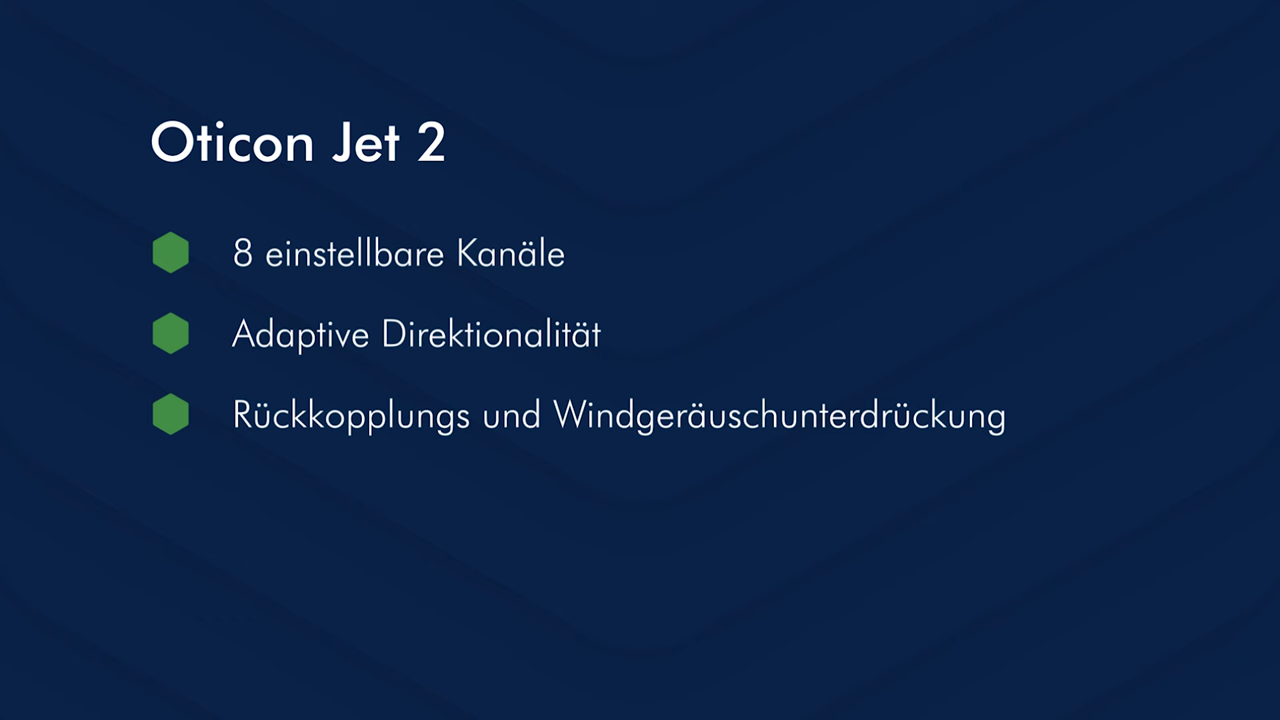 Oticon Jet 2
8 einstellbare Kanäle
Adaptive Direktionalität
Rückkopplungs und Windgeräuschunterdrückung